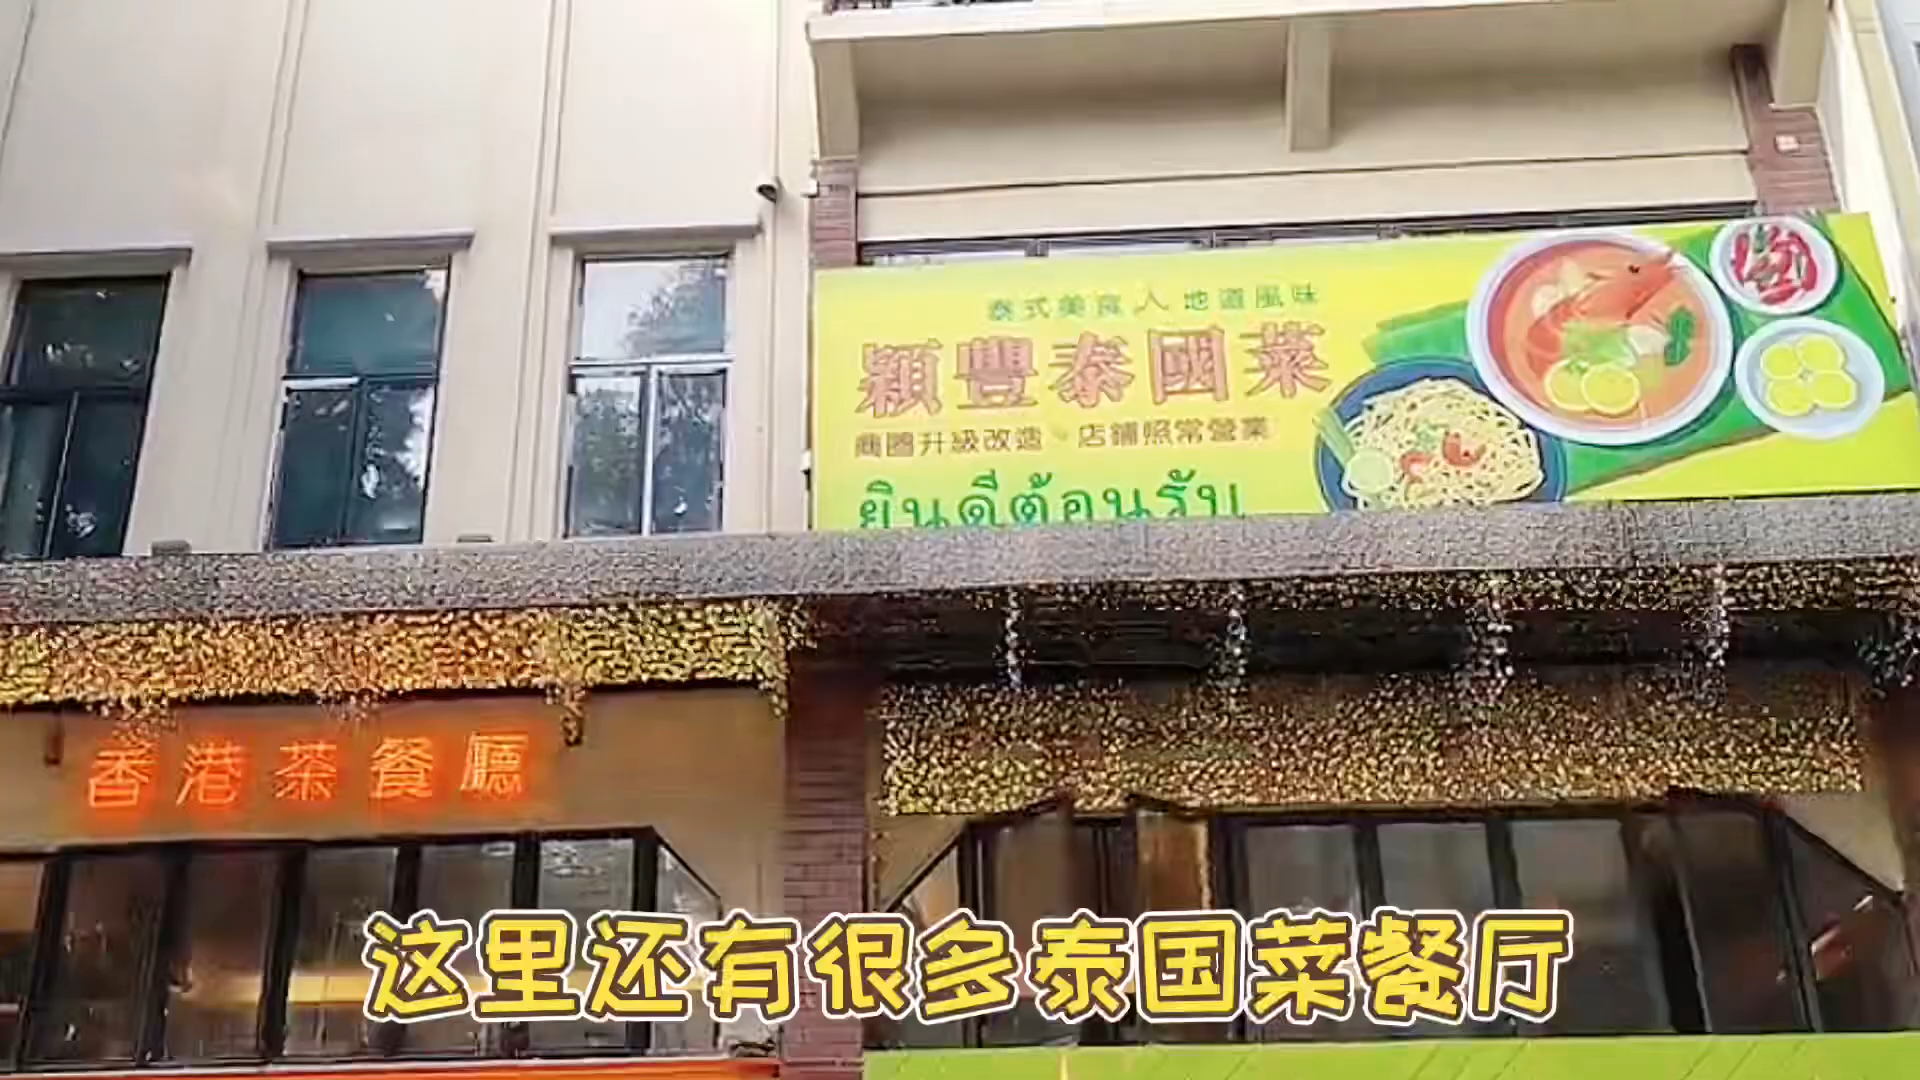 泰式美食 人 地道風味
穎豐泰國菜
商圈升級改造 店鋪照常營業
ยินดีต้อนรับ
香港茶餐廳
这里还有很多泰国菜餐厅